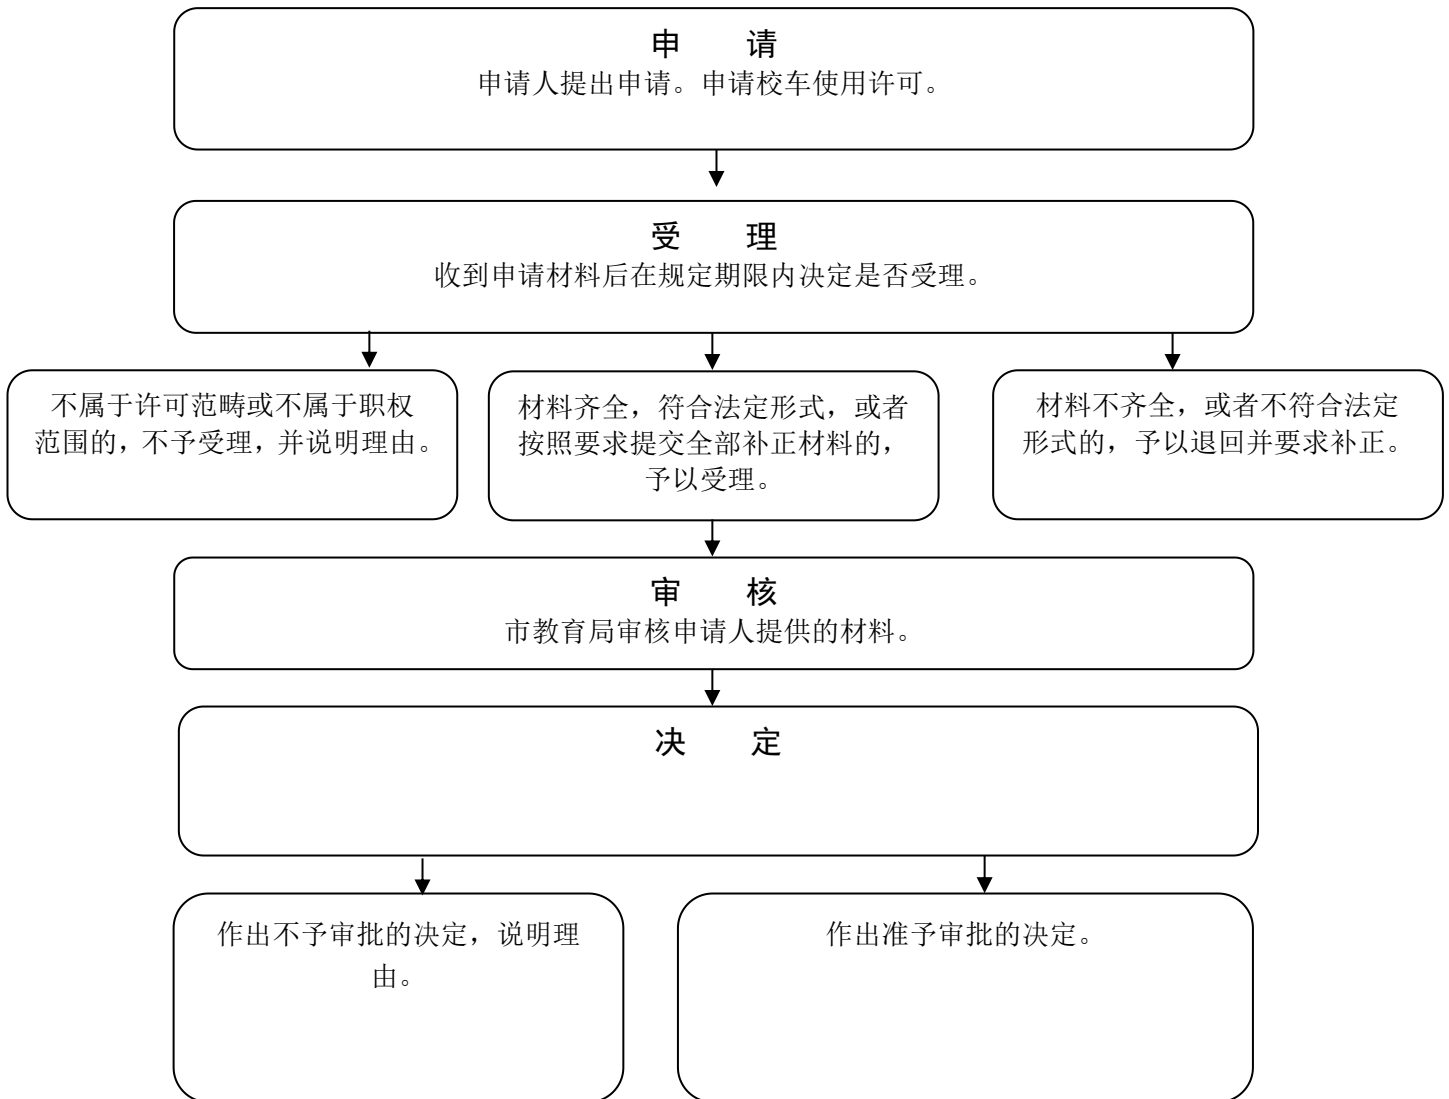 申 请
申请人提出申请。申请校车使用许可。
受 理
收到申请材料后在规定期限内决定是否受理。
不属于许可范畴或不属于职权
范围的，不予受理，并说明理由。
材料齐全，符合法定形式，或者
按照要求提交全部补正材料的，
予以受理。
材料不齐全，或者不符合法定
形式的，予以退回并要求补正。
审 核
市教育局审核申请人提供的材料。
决 定
作出不予审批的决定，说明理
由。
作出准予审批的决定。